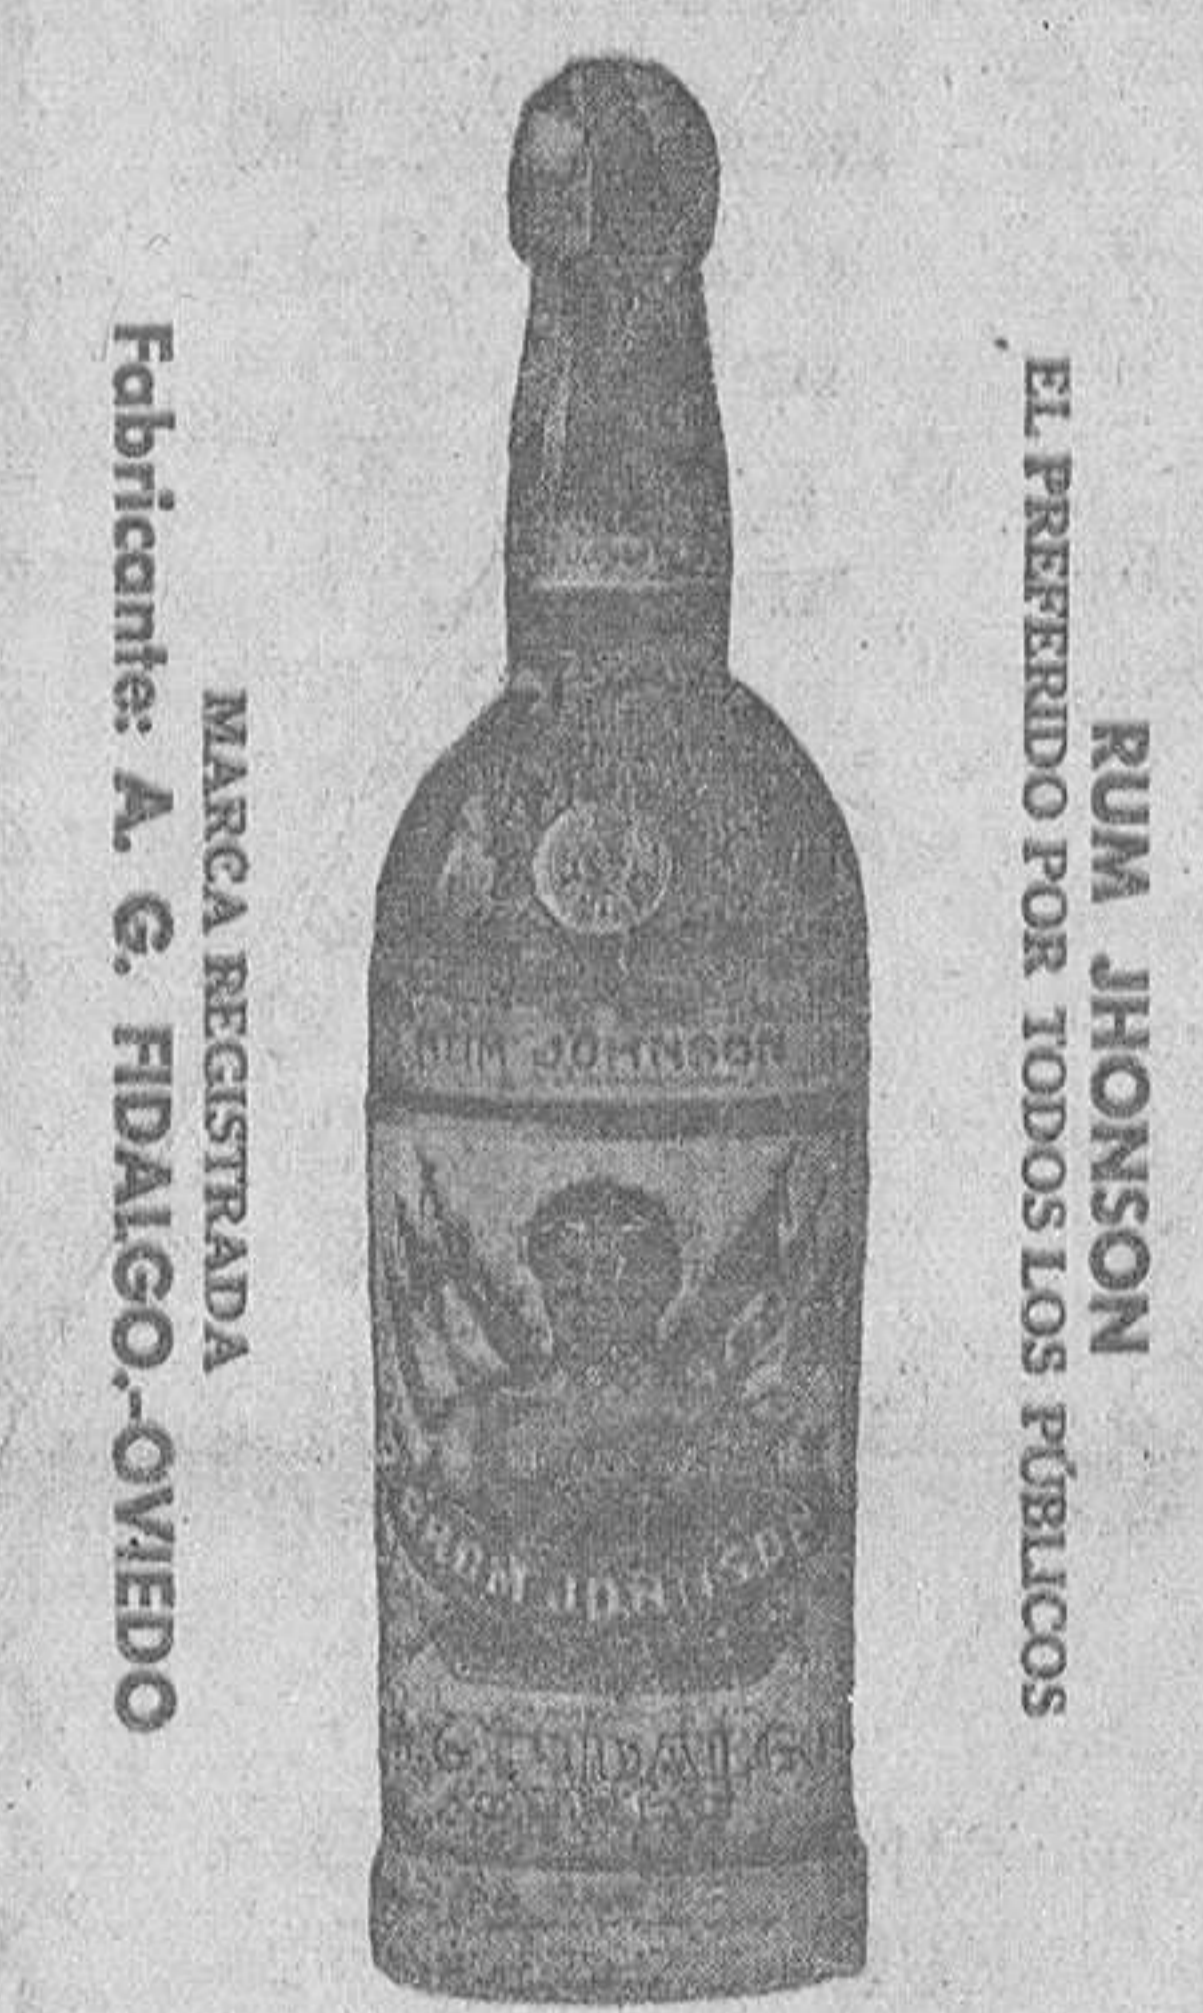 RUM JHONSON
EL PREFERIDO POR TODOS LOS PÚBLICOS
RUM JOHNSON
MARCA REGISTRADA
Fabricante: A. G. FIDALGO.-OVIEDO